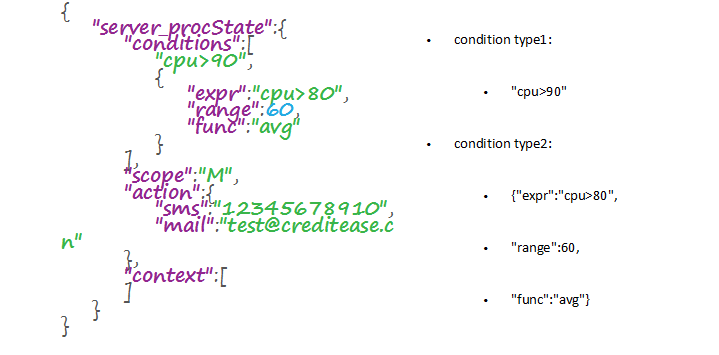 {
"server_procState":{
"conditions":[
"cpu>90",
{
"expr":"cpu>80",
"range":60,
"func":"avg"
}
],
"scope":"M",
"action":{
"sms":"12345678910",
"mail":"test@creditease.c
n"
},
"context":[
]
}
}
• condition type1:
• "cpu>90"
• condition type2:
• {"expr":"cpu>80",
• "range":60,
• "func":"avg"}